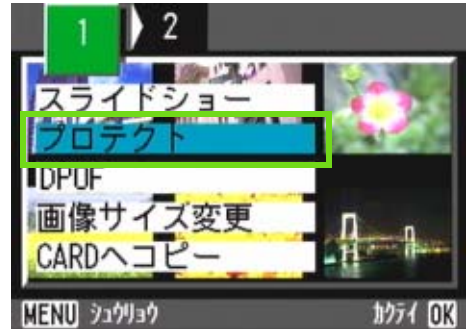 1 2
スライドショー
プロテクト
DPOF
画像サイズ変更
CARDへコピー
MENU シュウリョウ カクテイ OK